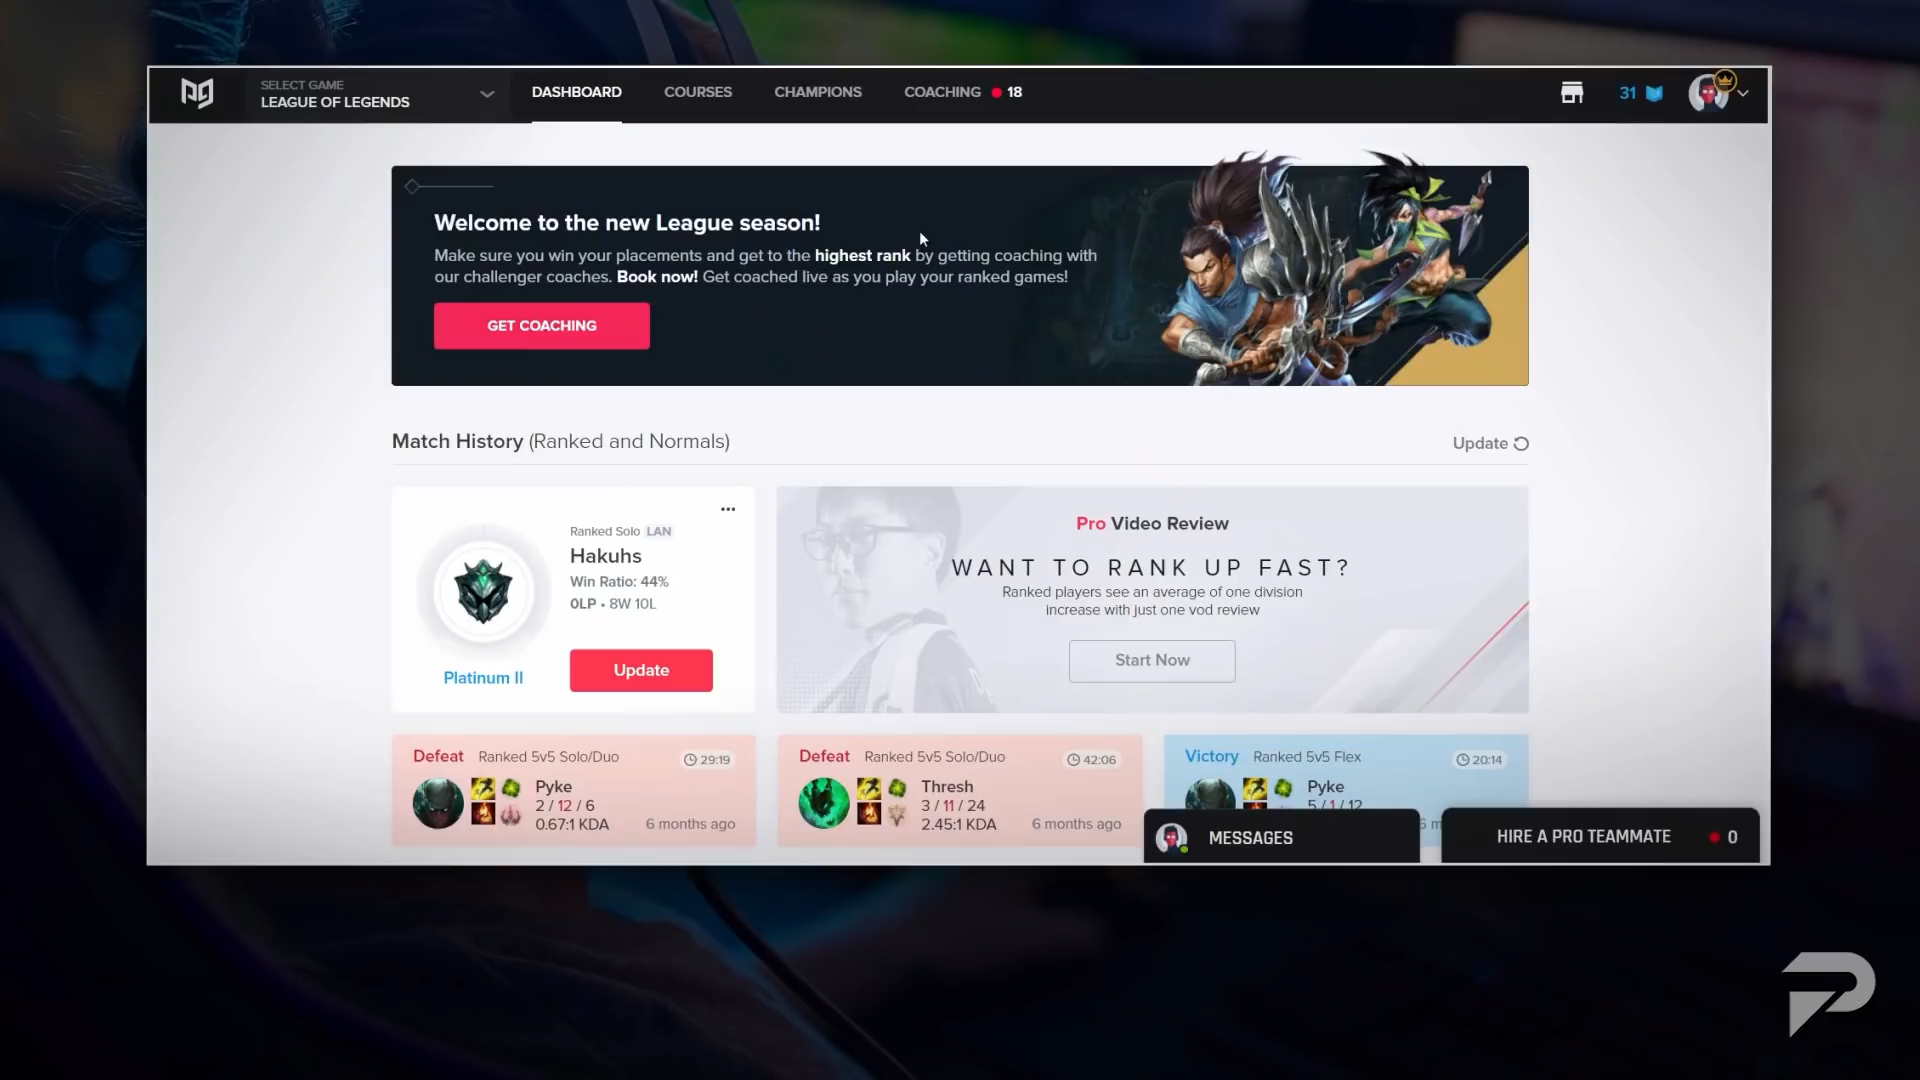 SELECT GAME
LEAGUE OF LEGENDS
DASHBOARD
COURSES
CHAMPIONS
COACHING
18
31
Welcome to the new League season!
Make sure you win your placements and get to the highest rank by getting coaching with
our challenger coaches. Book now! Get coached live as you play your ranked games!
GET COACHING
Match History (Ranked and Normals)
Update
Ranked Solo LAN
Hakuhs
Win Ratio: 44%
0LP • 8W 10L
Platinum II
Update
Pro Video Review
WANT TO RANK UP FAST?
Ranked players see an average of one division
increase with just one vod review
Start Now
Defeat Ranked 5v5 Solo/Duo 29:19
Pyke
2 / 12 / 6
0.67:1 KDA
6 months ago
Defeat Ranked 5v5 Solo/Duo 42:06
Thresh
3 / 11 / 24
2.45:1 KDA
6 months ago
Victory Ranked 5v5 Flex 20:14
Pyke
5 / 1 / 12
6 m
MESSAGES
HIRE A PRO TEAMMATE
0